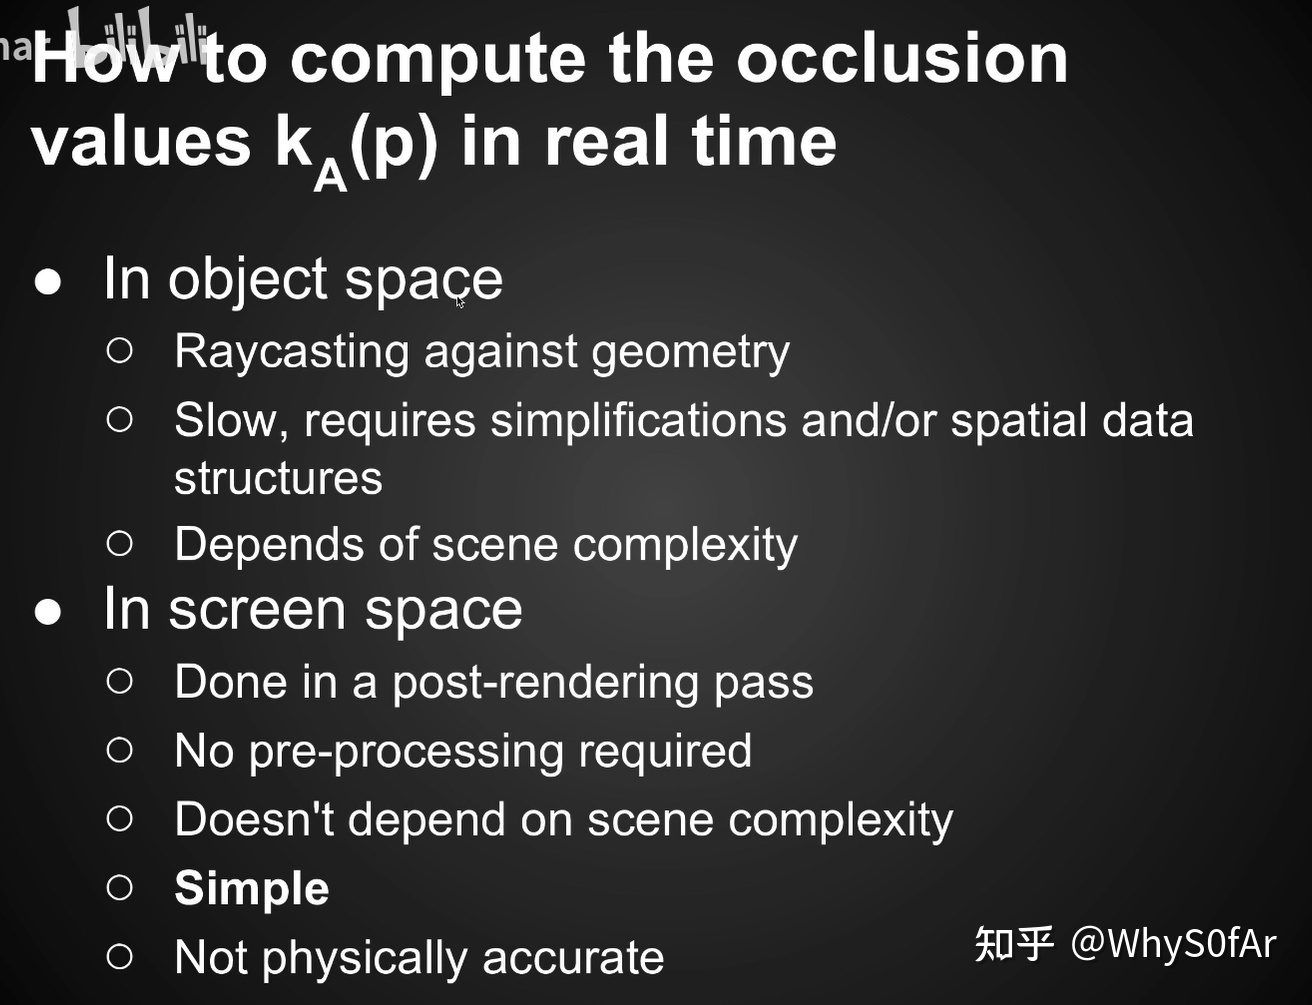 bilibili
How to compute the occlusion
values kA(p) in real time
● In object space
○ Raycasting against geometry
○ Slow, requires simplifications and/or spatial data
structures
○ Depends of scene complexity
● In screen space
○ Done in a post-rendering pass
○ No pre-processing required
○ Doesn't depend on scene complexity
○ Simple
○ Not physically accurate
知乎 @WhyS0fAr